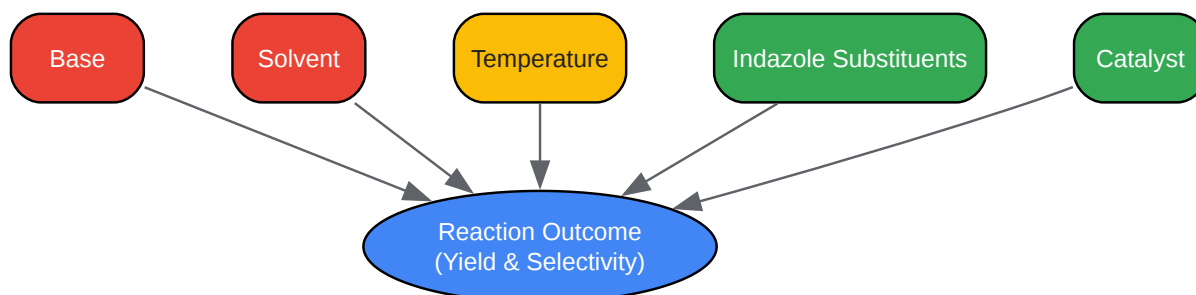 Base
Solvent
Temperature
Indazole Substituents
Catalyst
Reaction Outcome
(Yield & Selectivity)